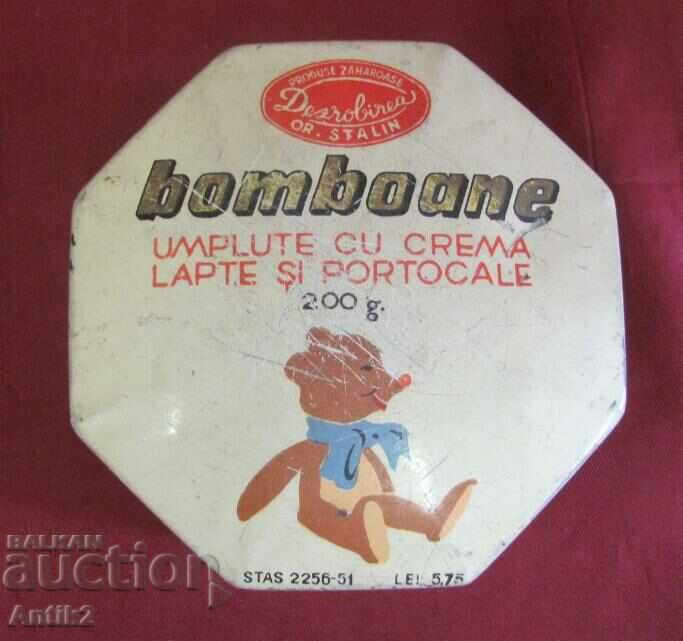 PRODUSE ZAHAROASE
Dezrobirea
OR. STALIN
bomboane
UMPLUTE CU CREMA
LAPTE ȘI PORTOCALE
200 g.
STAS 2256-51 LEI 5,75
BALKAN
auction
Antik2